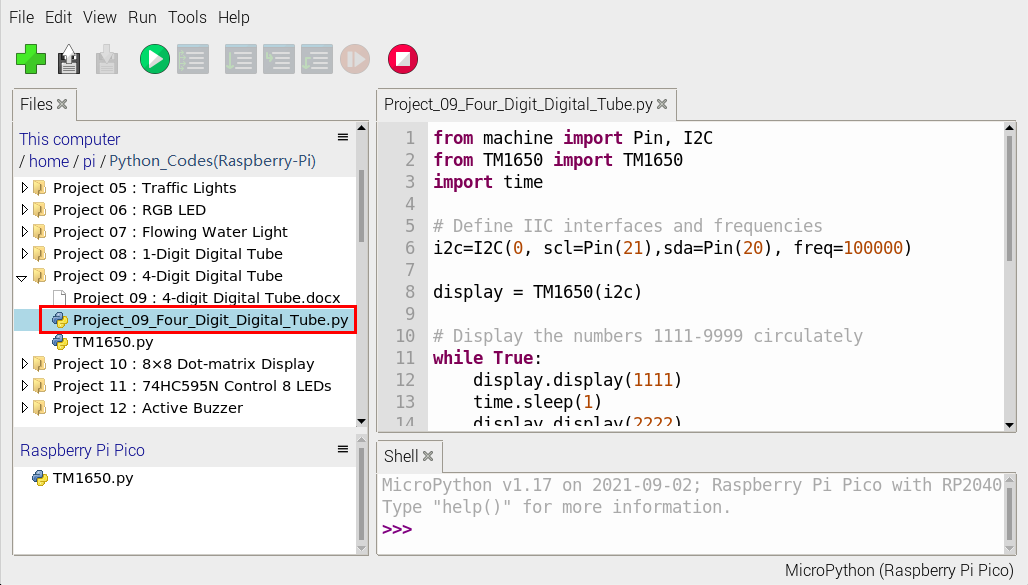 File Edit View Run Tools Help
Files
This computer
/ home / pi / Python_Codes(Raspberry-Pi)
Project 05 : Traffic Lights
Project 06 : RGB LED
Project 07 : Flowing Water Light
Project 08 : 1-Digit Digital Tube
Project 09 : 4-Digit Digital Tube
Project 09 : 4-digit Digital Tube.docx
Project_09_Four_Digit_Digital_Tube.py
TM1650.py
Project 10 : 8×8 Dot-matrix Display
Project 11 : 74HC595N Control 8 LEDs
Project 12 : Active Buzzer
Raspberry Pi Pico
TM1650.py
Project_09_Four_Digit_Digital_Tube.py
1 from machine import Pin, I2C
2 from TM1650 import TM1650
3 import time
4
5 # Define IIC interfaces and frequencies
6 i2c=I2C(0, scl=Pin(21),sda=Pin(20), freq=100000)
7
8 display = TM1650(i2c)
9
10 # Display the numbers 1111-9999 circulately
11 while True:
12 display.display(1111)
13 time.sleep(1)
14 display.display(2222)
Shell
MicroPython v1.17 on 2021-09-02; Raspberry Pi Pico with RP2040
Type "help()" for more information.
>>>
MicroPython (Raspberry Pi Pico)